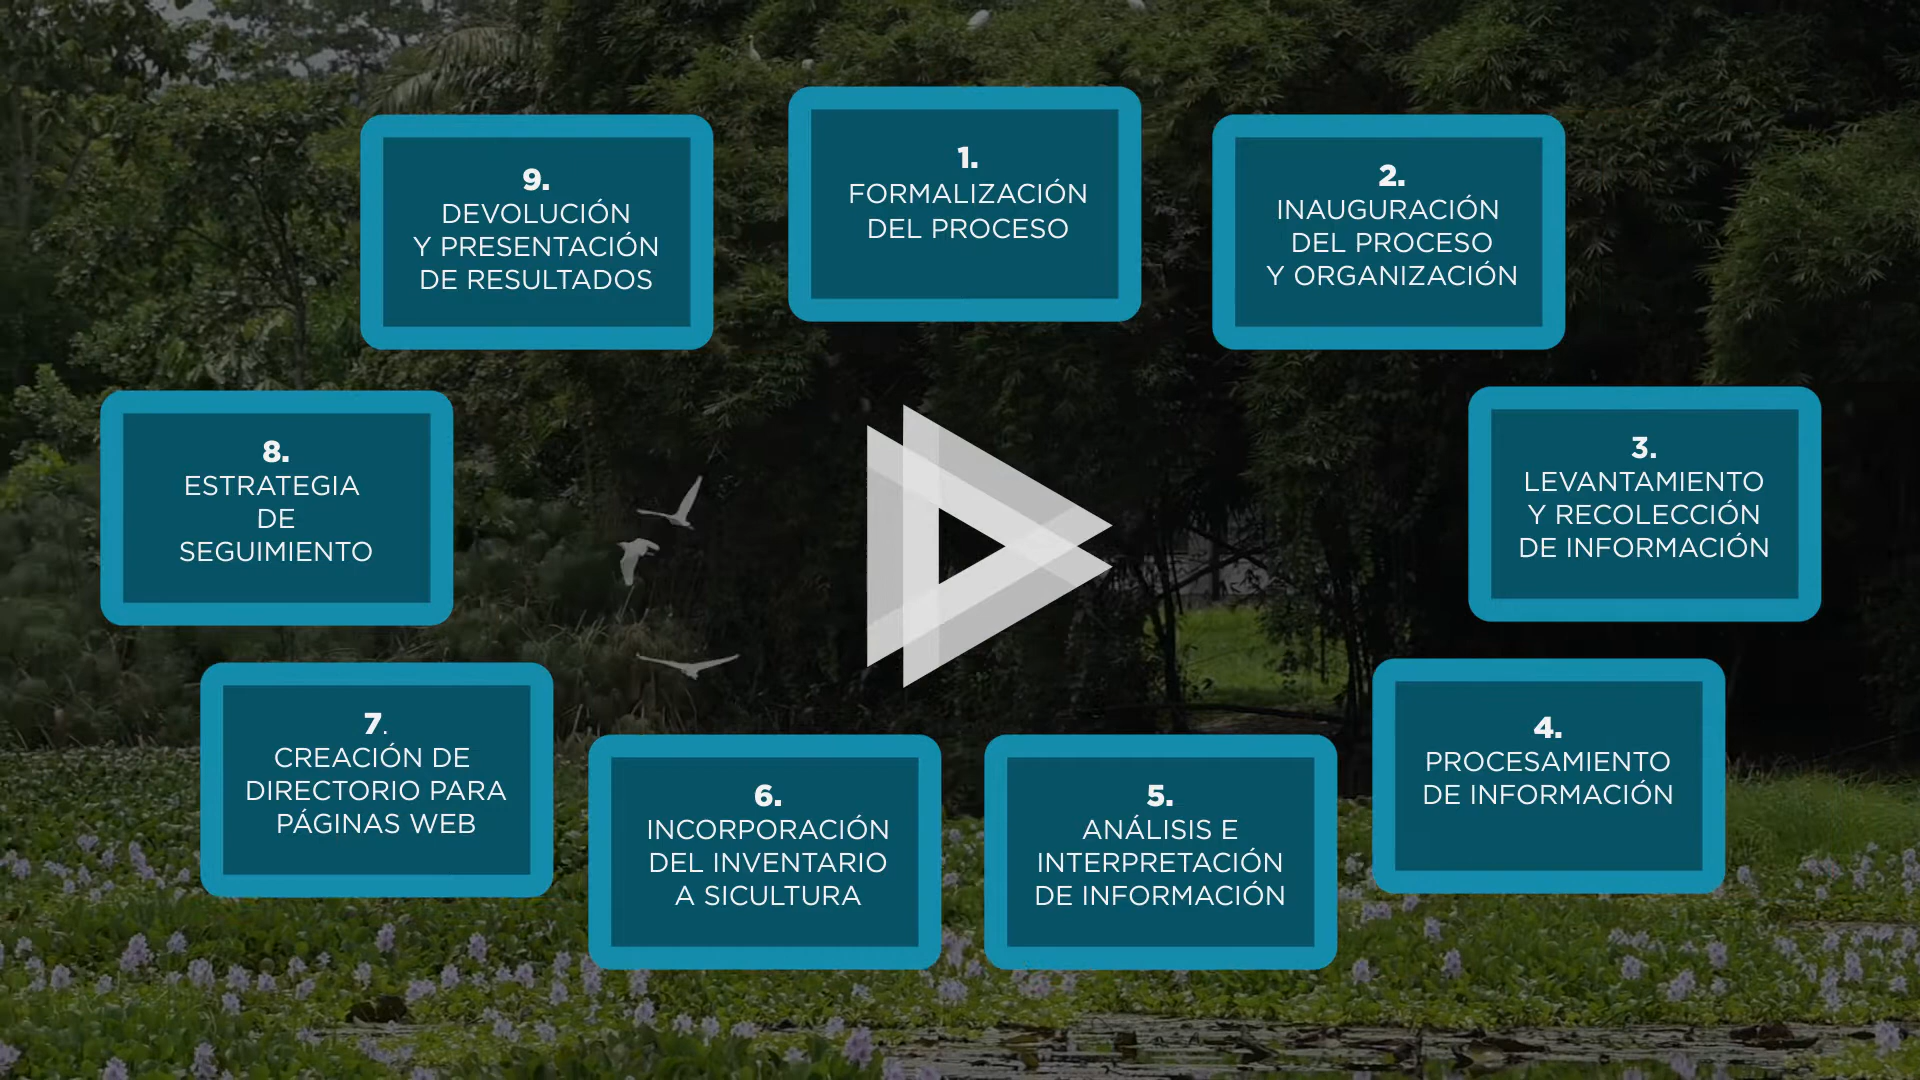 1.
FORMALIZACIÓN
DEL PROCESO
2.
INAUGURACIÓN
DEL PROCESO
Y ORGANIZACIÓN
3.
LEVANTAMIENTO
Y RECOLECCIÓN
DE INFORMACIÓN
4.
PROCESAMIENTO
DE INFORMACIÓN
5.
ANÁLISIS E
INTERPRETACIÓN
DE INFORMACIÓN
6.
INCORPORACIÓN
DEL INVENTARIO
A SICULTURA
7.
CREACIÓN DE
DIRECTORIO PARA
PÁGINAS WEB
8.
ESTRATEGIA
DE
SEGUIMIENTO
9.
DEVOLUCIÓN
Y PRESENTACIÓN
DE RESULTADOS